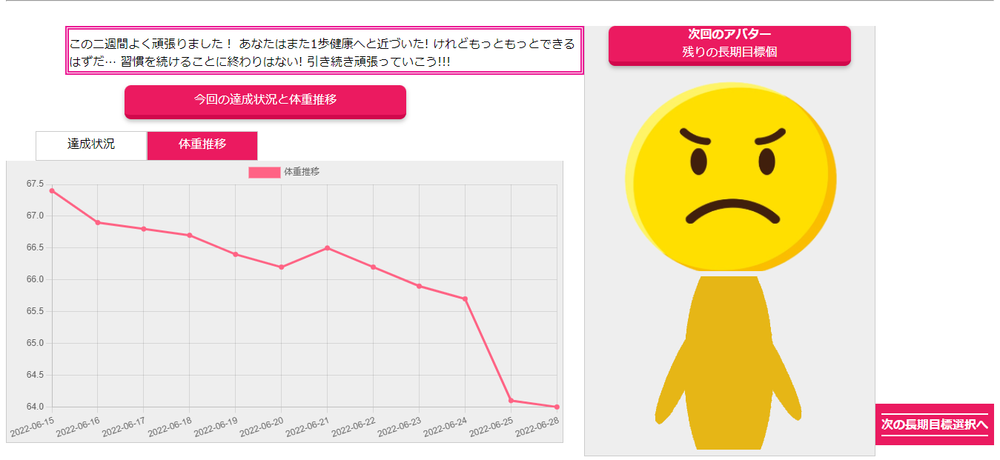 この二週間よく頑張りました！ あなたはまた1歩健康へと近づいた! けれどもっともっとできる
はずだ… 習慣を続けることに終わりはない! 引き続き頑張っていこう!!!
今回の達成状況と体重推移
達成状況
体重推移
体重推移
67.5
67.0
66.5
66.0
65.5
65.0
64.5
64.0
2022-06-15
2022-06-16
2022-06-17
2022-06-18
2022-06-19
2022-06-20
2022-06-21
2022-06-22
2022-06-23
2022-06-24
2022-06-25
2022-06-28
次回のアバター
残りの長期目標個
次の長期目標選択へ